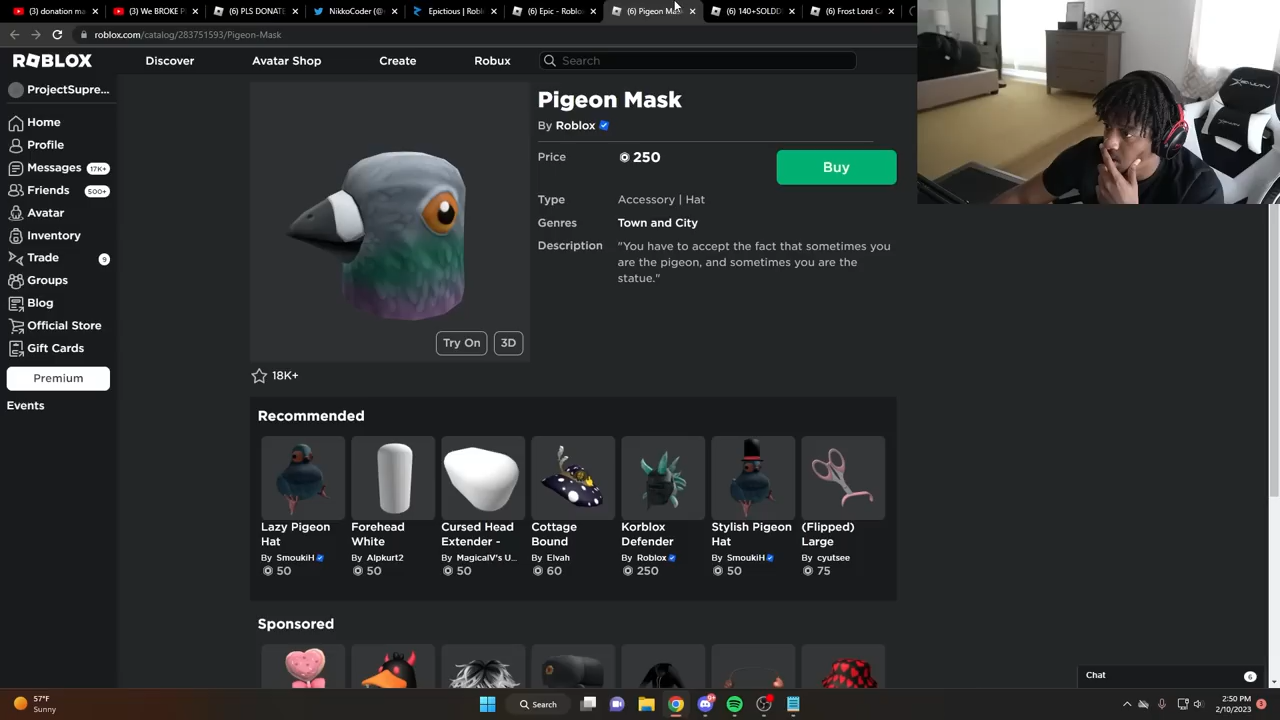 (3) donation ma
(3) We BROKE P
(6) PLS DONATE
NikkoCoder (@
Epictious | Robl
(6) Epic - Roblox
(6) Pigeon Mask
(6) 140+SOLDD
(6) Frost Lord C
roblox.com/catalog/283751593/Pigeon-Mask
ROBLOX
Discover
Avatar Shop
Create
Robux
Search
ProjectSupre...
Home
Profile
Messages 17K+
Friends 500+
Avatar
Inventory
Trade 9
Groups
Blog
Official Store
Gift Cards
Premium
Events
Pigeon Mask
By Roblox
Price 250
Buy
Type Accessory | Hat
Genres Town and City
Description "You have to accept the fact that sometimes you
are the pigeon, and sometimes you are the
statue."
Try On
3D
18K+
Recommended
Lazy Pigeon
Hat
By SmoukiH
50
Forehead
White
By Alpkurt2
50
Cursed Head
Extender -
By MagicalV's U...
50
Cottage
Bound
By Elvah
60
Korblox
Defender
By Roblox
250
Stylish Pigeon
Hat
By SmoukiH
50
(Flipped)
Large
By cyutsee
75
Sponsored
Chat 6
57°F
Sunny
Search
2:50 PM
2/10/2023
3